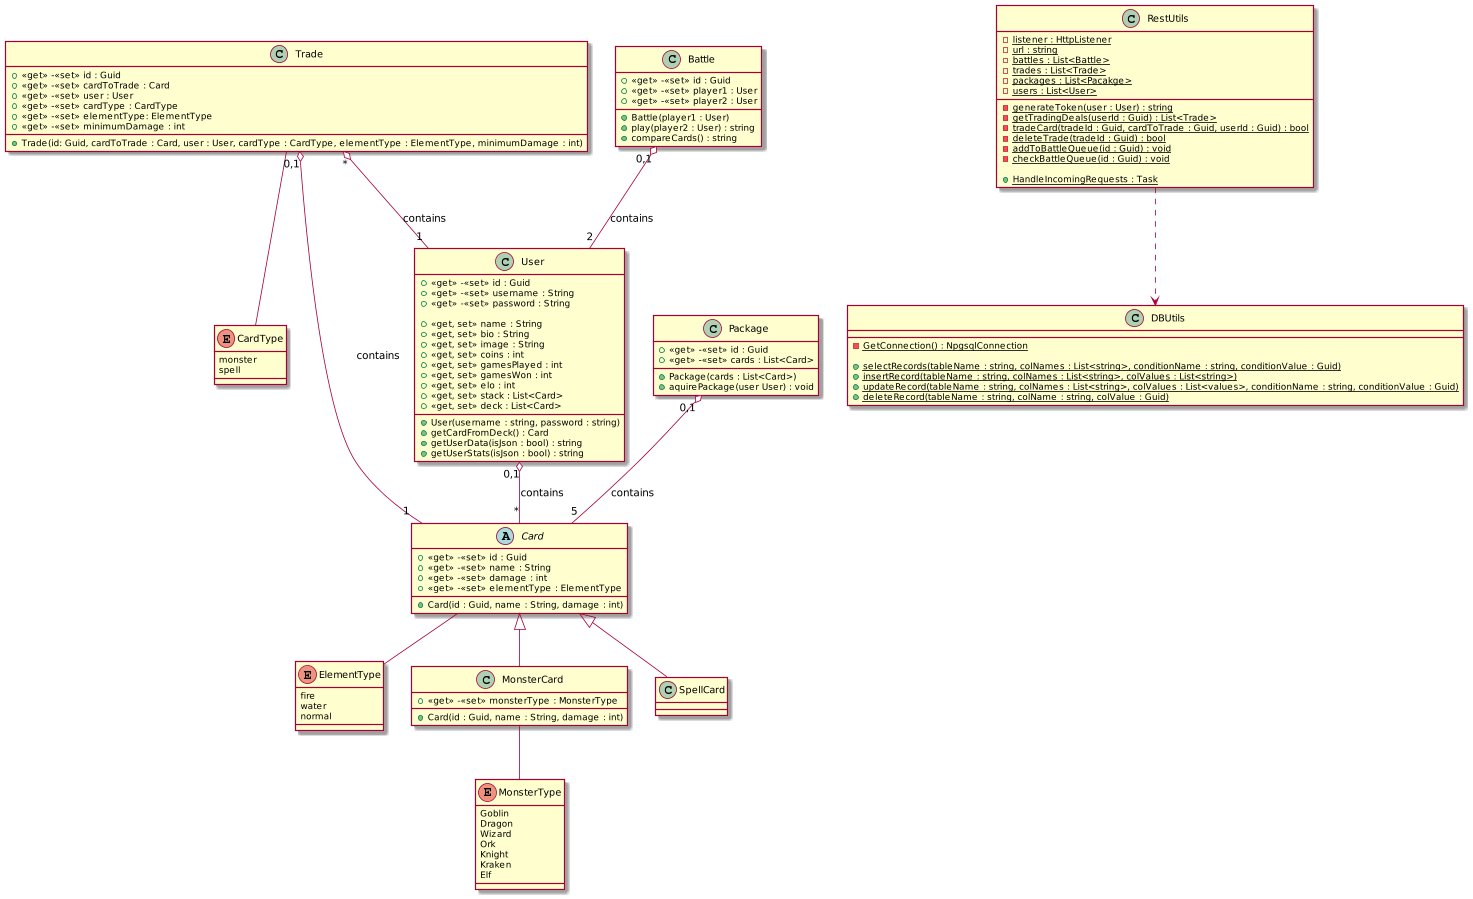 C Trade
«get» -«set» id : Guid
«get» -«set» cardToTrade : Card
«get» -«set» user : User
«get» -«set» cardType : CardType
«get» -«set» elementType: ElementType
«get» -«set» minimumDamage : int
Trade(id: Guid, cardToTrade : Card, user : User, cardType : CardType, elementType : ElementType, minimumDamage : int)
C Battle
«get» -«set» id : Guid
«get» -«set» player1 : User
«get» -«set» player2 : User
Battle(player1 : User)
play(player2 : User) : string
compareCards() : string
C RestUtils
listener : HttpListener
url : string
battles : List<Battle>
trades : List<Trade>
packages : List<Pacakge>
users : List<User>
generateToken(user : User) : string
getTradingDeals(userId : Guid) : List<Trade>
tradeCard(tradeId : Guid, cardToTrade : Guid, userId : Guid) : bool
deleteTrade(tradeId : Guid) : bool
addToBattleQueue(id : Guid) : void
checkBattleQueue(id : Guid) : void
HandleIncomingRequests : Task
0,1
*
contains
1
0,1
contains
2
C User
«get» -«set» id : Guid
«get» -«set» username : String
«get» -«set» password : String
«get, set» name : String
«get, set» bio : String
«get, set» image : String
«get, set» coins : int
«get, set» gamesPlayed : int
«get, set» gamesWon : int
«get, set» elo : int
«get, set» stack : List<Card>
«get, set» deck : List<Card>
User(username : string, password : string)
getCardFromDeck() : Card
getUserData(isJson : bool) : string
getUserStats(isJson : bool) : string
E CardType
monster
spell
contains
C Package
«get» -«set» id : Guid
«get» -«set» cards : List<Card>
Package(cards : List<Card>)
aquirePackage(user User) : void
C DBUtils
GetConnection() : NpgsqlConnection
selectRecords(tableName : string, colNames : List<string>, conditionName : string, conditionValue : Guid)
insertRecord(tableName : string, colNames : List<string>, colValues : List<string>)
updateRecord(tableName : string, colNames : List<string>, colValues : List<values>, conditionName : string, conditionValue : Guid)
deleteRecord(tableName : string, colName : string, colValue : Guid)
0,1
contains
*
0,1
contains
5
1
A Card
«get» -«set» id : Guid
«get» -«set» name : String
«get» -«set» damage : int
«get» -«set» elementType : ElementType
Card(id : Guid, name : String, damage : int)
E ElementType
fire
water
normal
C MonsterCard
«get» -«set» monsterType : MonsterType
Card(id : Guid, name : String, damage : int)
C SpellCard
E MonsterType
Goblin
Dragon
Wizard
Ork
Knight
Kraken
Elf